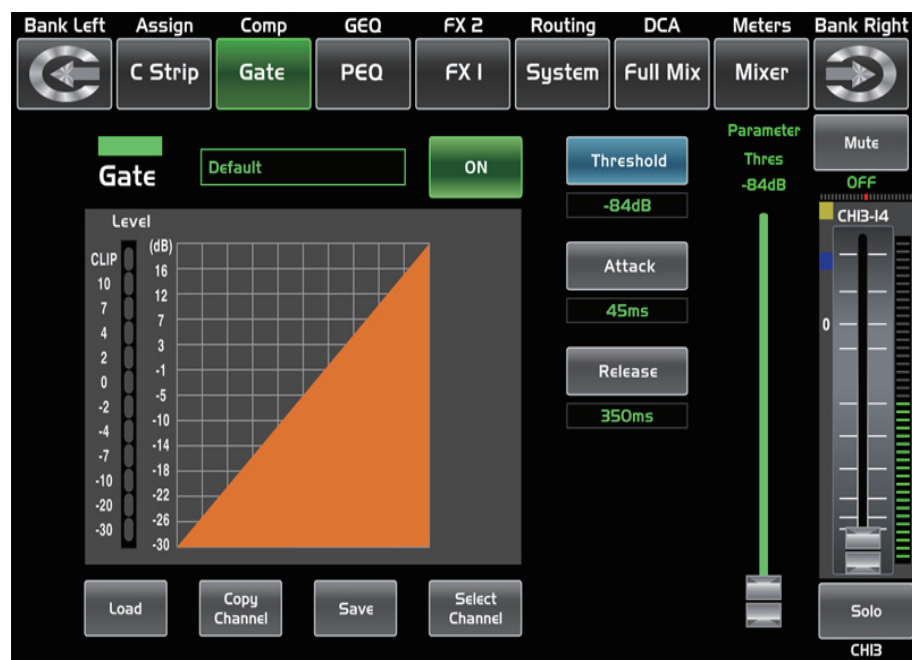 Bank Left Assign Comp GEQ FX 2 Routing DCA Meters Bank Right
C Strip Gate PEQ FX 1 System Full Mix Mixer
Gate
Default
ON
Threshold
-84dB
Attack
45ms
Release
350ms
Parameter
Thres
-84dB
Mute
OFF
CH13-14
0
Level
CLIP
10
7
4
2
0
-2
-4
-7
-10
-20
-30
(dB)
16
12
7
3
-1
-5
-10
-14
-18
-22
-26
-30
Load
Copy
Channel
Save
Select
Channel
Solo
CH13